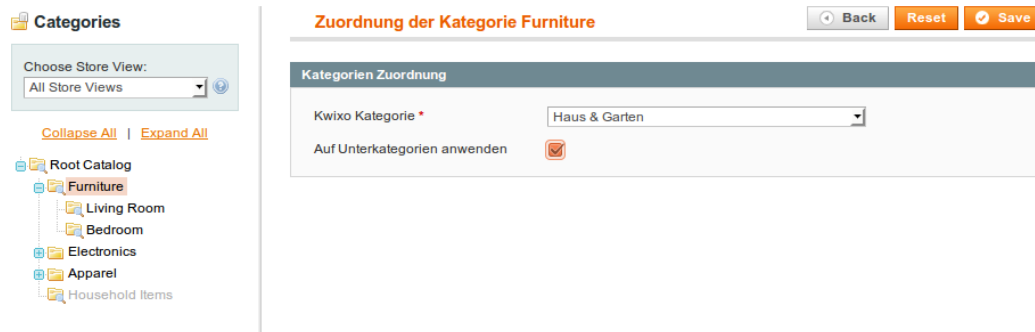 Categories
Choose Store View:
All Store Views
Collapse All | Expand All
Root Catalog
Furniture
Living Room
Bedroom
Electronics
Apparel
Household Items
Zuordnung der Kategorie Furniture
Back
Reset
Save
Kategorien Zuordnung
Kwixo Kategorie *
Haus & Garten
Auf Unterkategorien anwenden